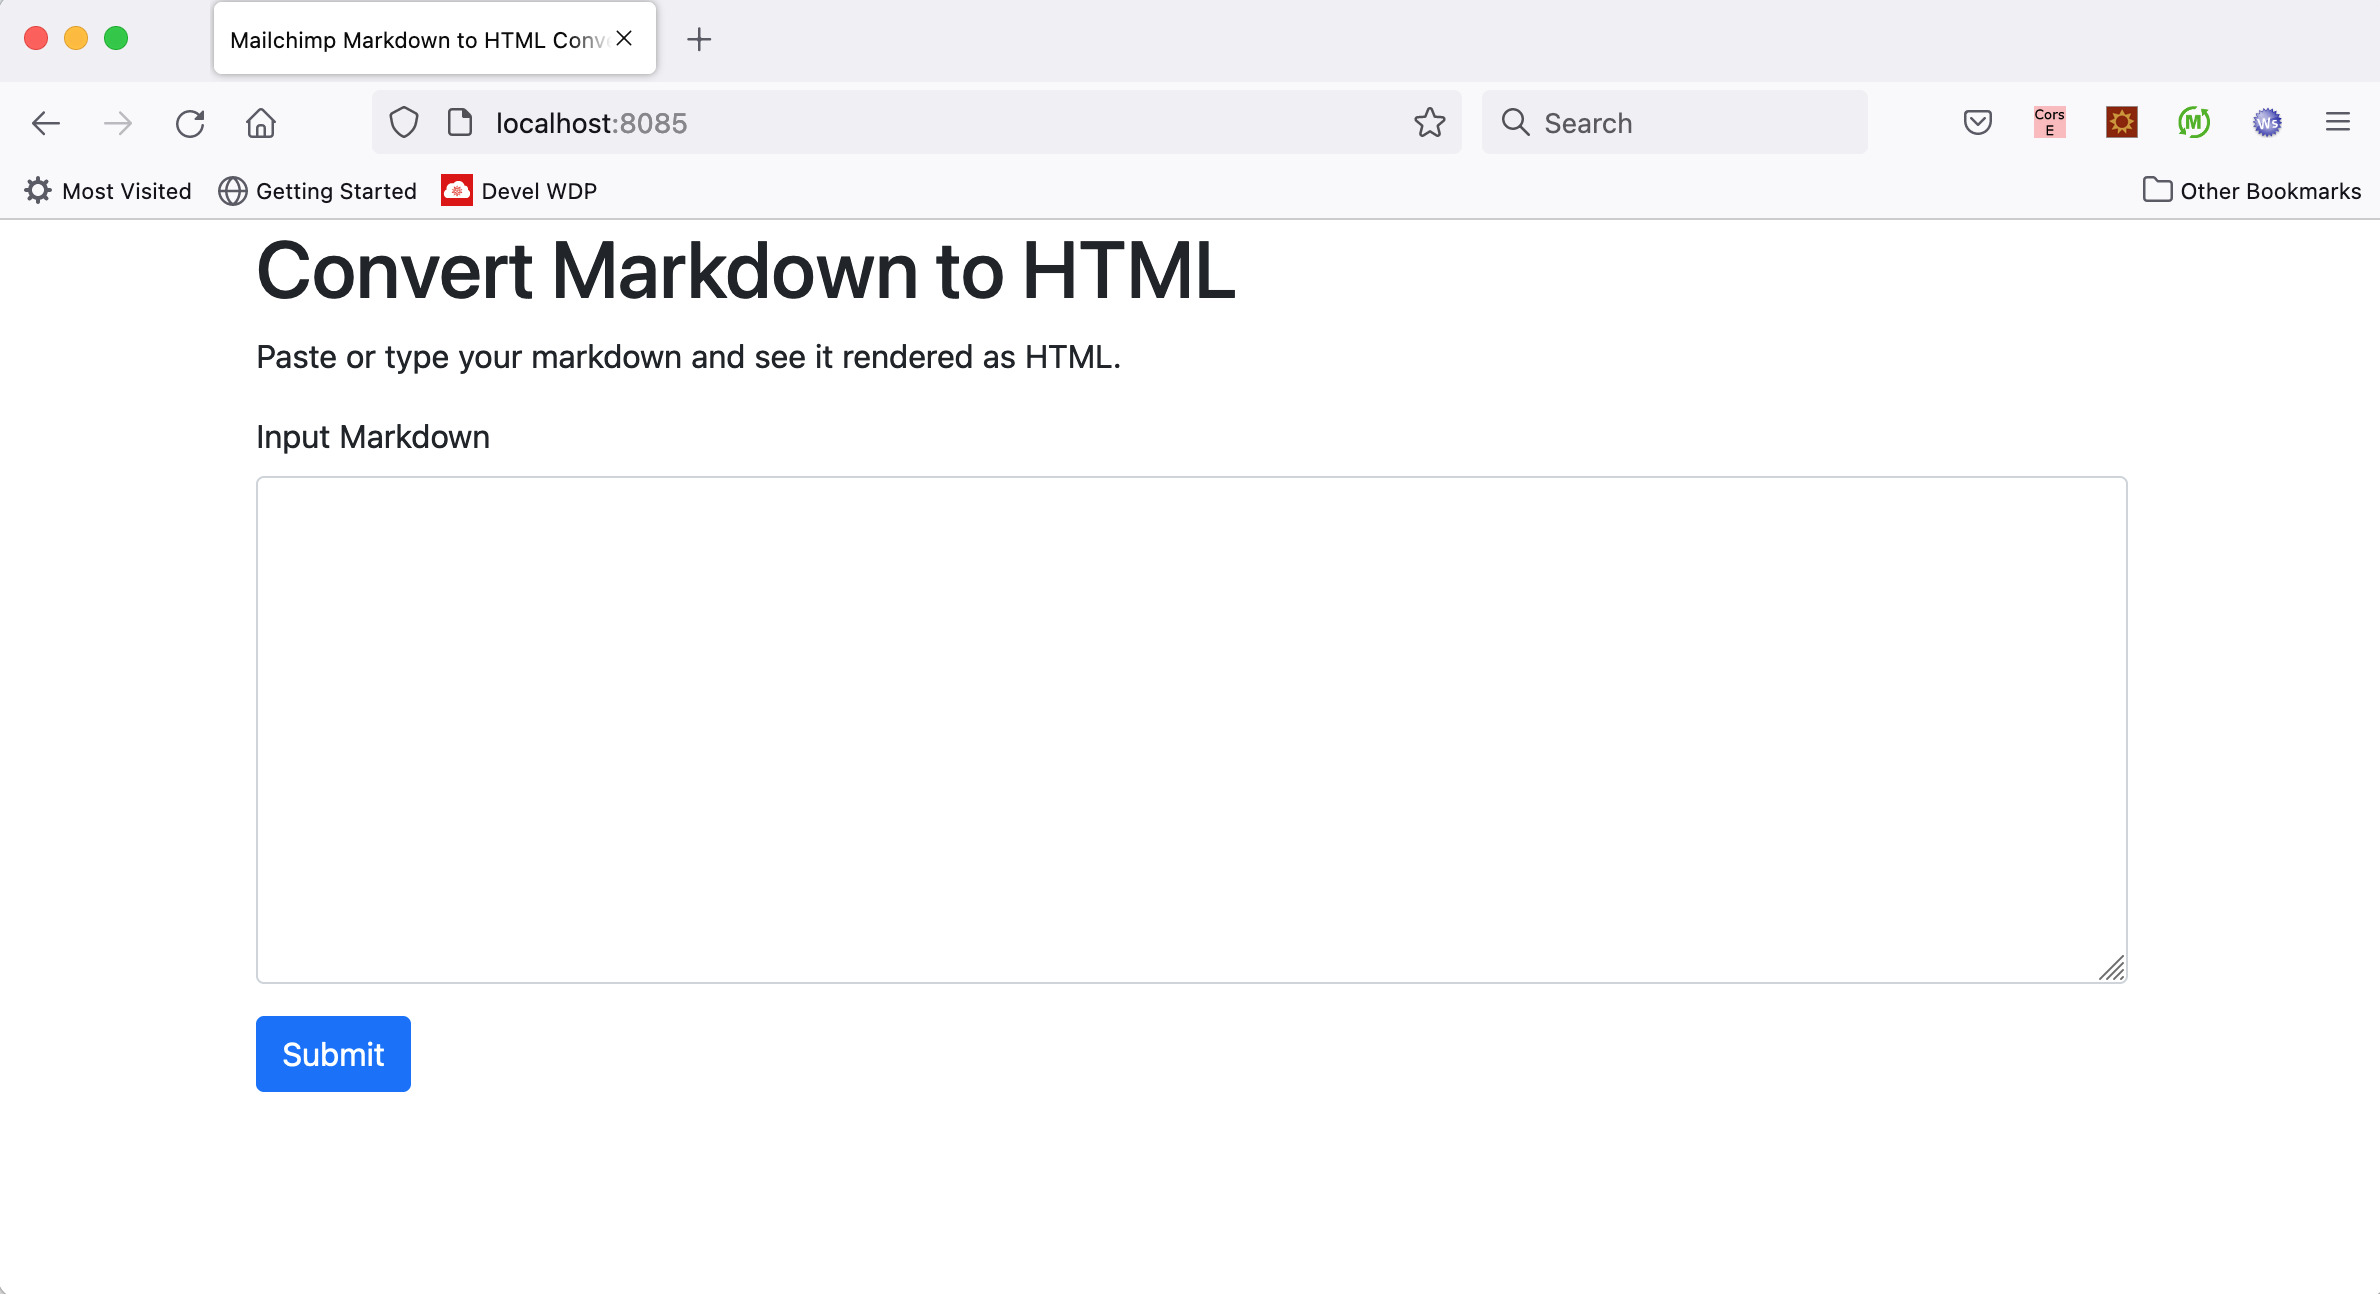 Mailchimp Markdown to HTML Conv
localhost:8085
Search
Cors
E
M
Ws
Most Visited
Getting Started
Devel WDP
Other Bookmarks
Convert Markdown to HTML
Paste or type your markdown and see it rendered as HTML.
Input Markdown
Submit